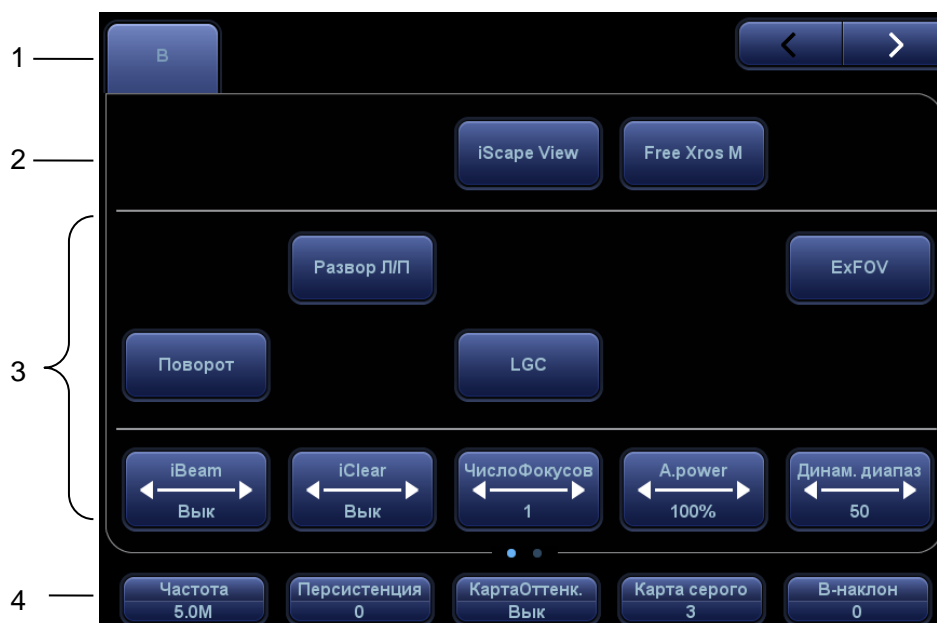 1
B
2
iScape View
Free Xros M
3
Развор Л/П
ExFOV
Поворот
LGC
iBeam
Вык
iClear
Вык
ЧислоФокусов
1
A.power
100%
Динам. диапаз
50
4
Частота
5.0M
Персистенция
0
КартаОттенк.
Вык
Карта серого
3
B-наклон
0